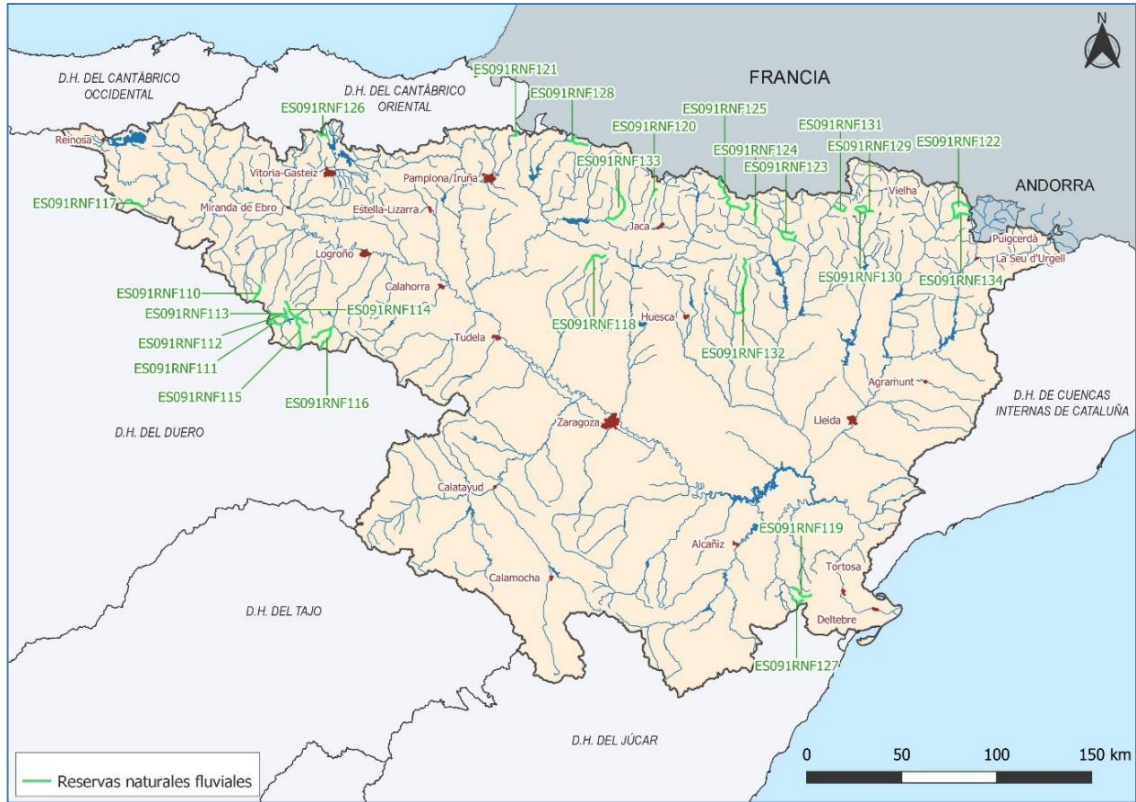 N
D.H. DEL CANTÁBRICO
OCCIDENTAL
D.H. DEL CANTÁBRICO
ORIENTAL
FRANCIA
ANDORRA
ES091RNF121
ES091RNF128
ES091RNF126
ES091RNF120
ES091RNF125
ES091RNF133
ES091RNF124
ES091RNF123
ES091RNF131
ES091RNF129
ES091RNF122
Reinosa
Vitoria-Gasteiz
Pamplona/Iruña
Vielha
ES091RNF117
Miranda de Ebro
Estella-Lizarra
Jaca
Puigcerdà
La Seu d'Urgell
Logroño
ES091RNF130
ES091RNF134
ES091RNF110
ES091RNF113
ES091RNF114
Calahorra
ES091RNF118
Huesca
ES091RNF112
ES091RNF111
Tudela
ES091RNF132
ES091RNF115
ES091RNF116
Agramunt
D.H. DE CUENCAS
INTERNAS DE CATALUÑA
D.H. DEL DUERO
Zaragoza
Lleida
Calatayud
ES091RNF119
Alcañiz
Tortosa
Calamocha
Deltebre
D.H. DEL TAJO
ES091RNF127
D.H. DEL JÚCAR
Reservas naturales fluviales
0 50 100 150 km